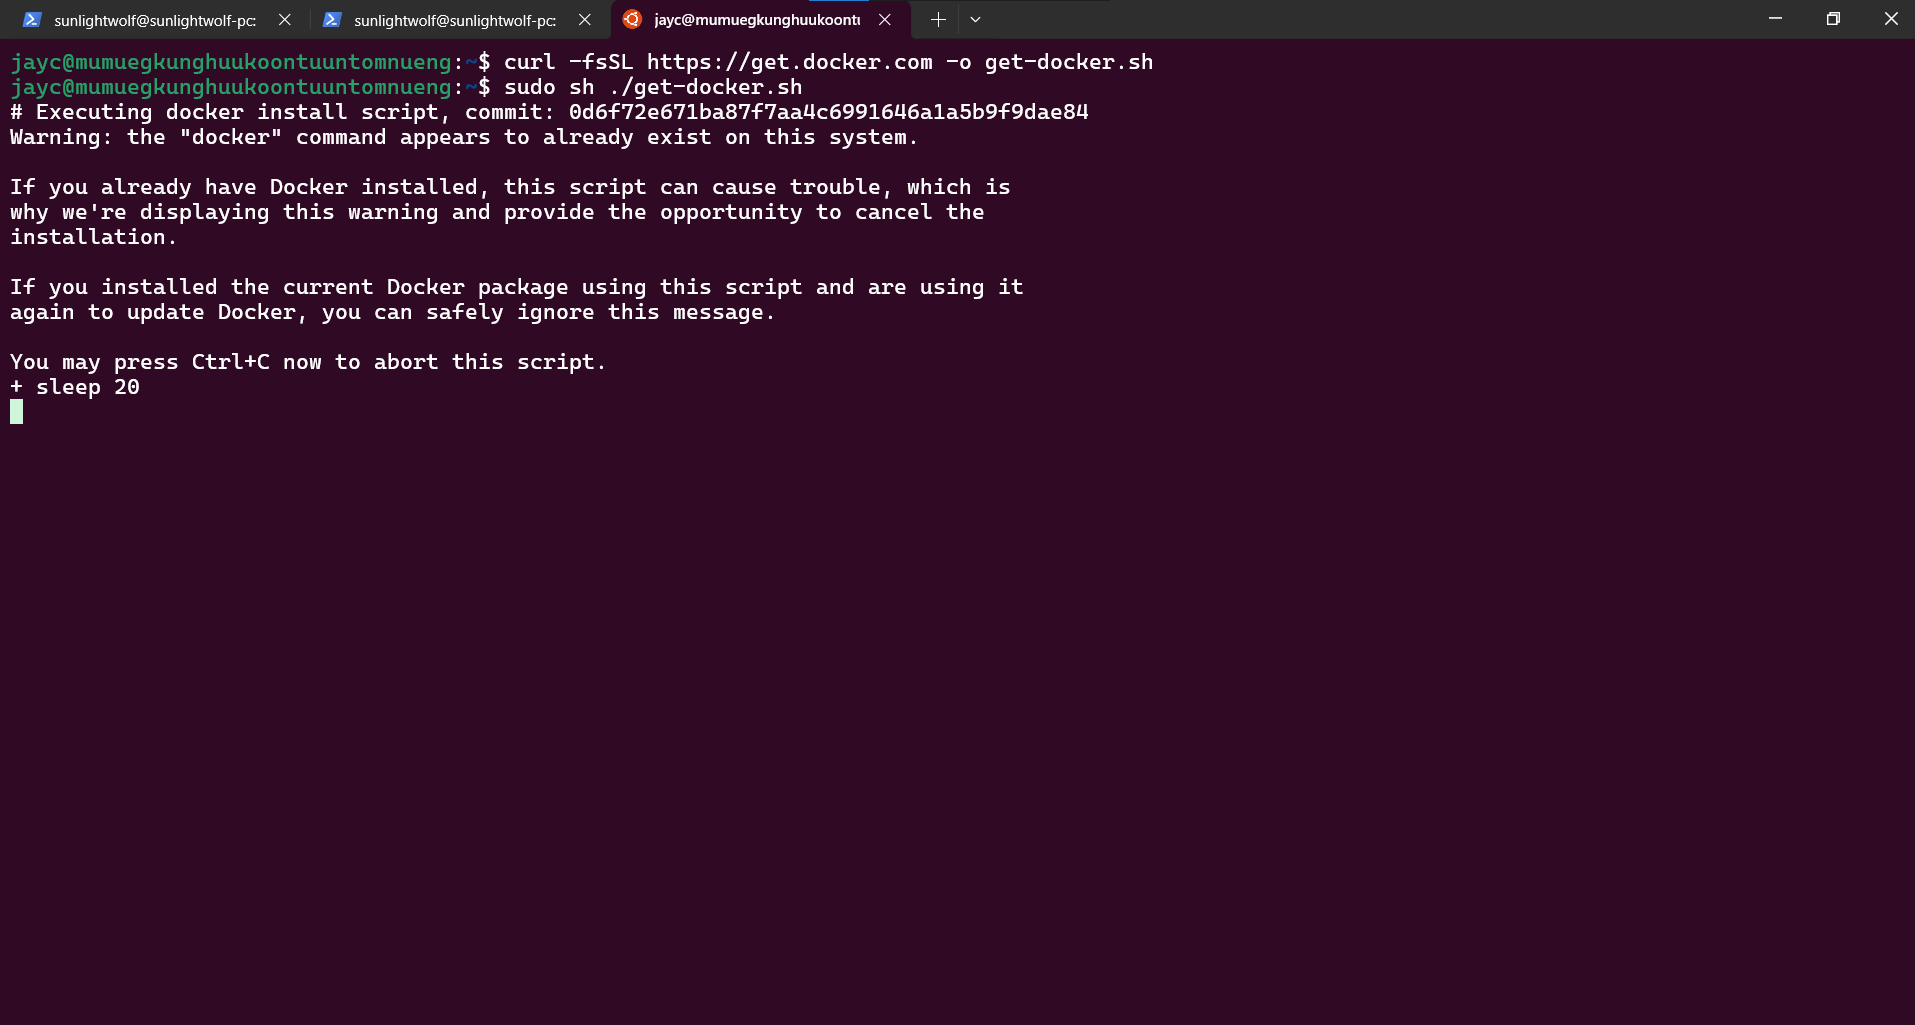 sunlightwolf@sunlightwolf-pc:
sunlightwolf@sunlightwolf-pc:
jayc@mumuegkunghuukoontu
jayc@mumuegkunghuukoontuuntomnueng:~$ curl -fsSL https://get.docker.com -o get-docker.sh
jayc@mumuegkunghuukoontuuntomnueng:~$ sudo sh ./get-docker.sh
# Executing docker install script, commit: 0d6f72e671ba87f7aa4c6991646a1a5b9f9dae84
Warning: the "docker" command appears to already exist on this system.
If you already have Docker installed, this script can cause trouble, which is
why we're displaying this warning and provide the opportunity to cancel the
installation.
If you installed the current Docker package using this script and are using it
again to update Docker, you can safely ignore this message.
You may press Ctrl+C now to abort this script.
+ sleep 20